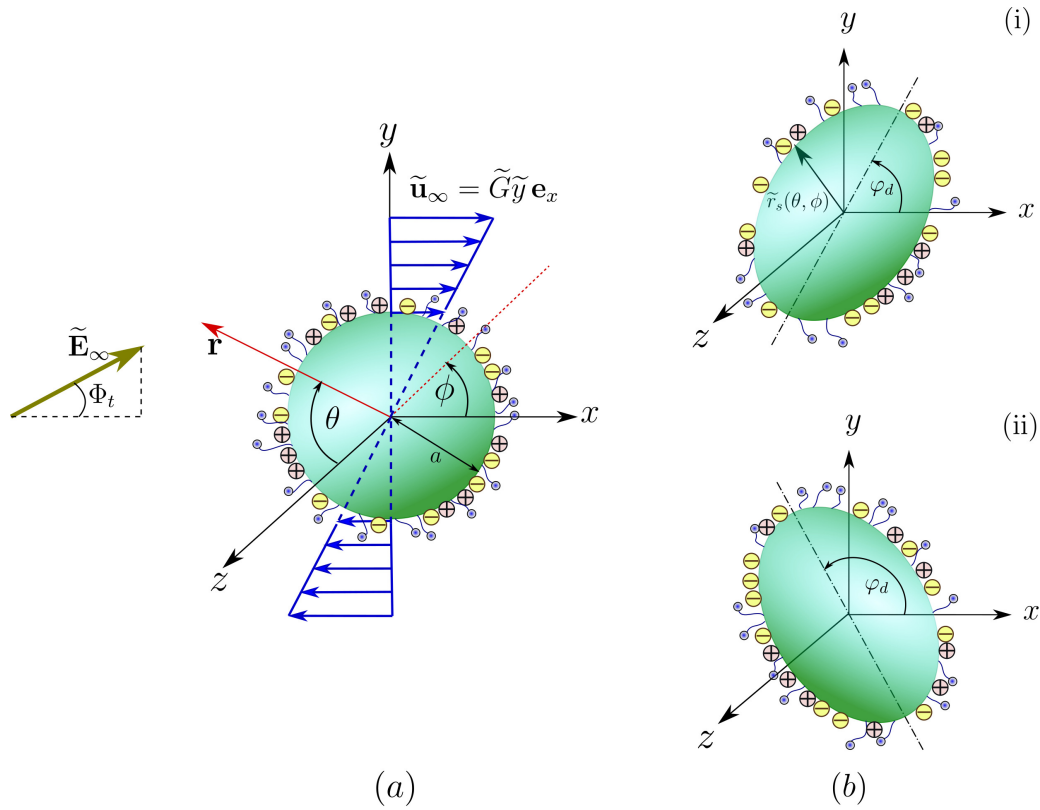 y
ũ∞ = G̃ỹ e_x
Ẽ∞
Φ_t
r
θ
ϕ
a
x
z
(a)
(i)
y
r̃_s(θ, ϕ)
φ_d
x
z
(ii)
y
φ_d
x
z
(b)